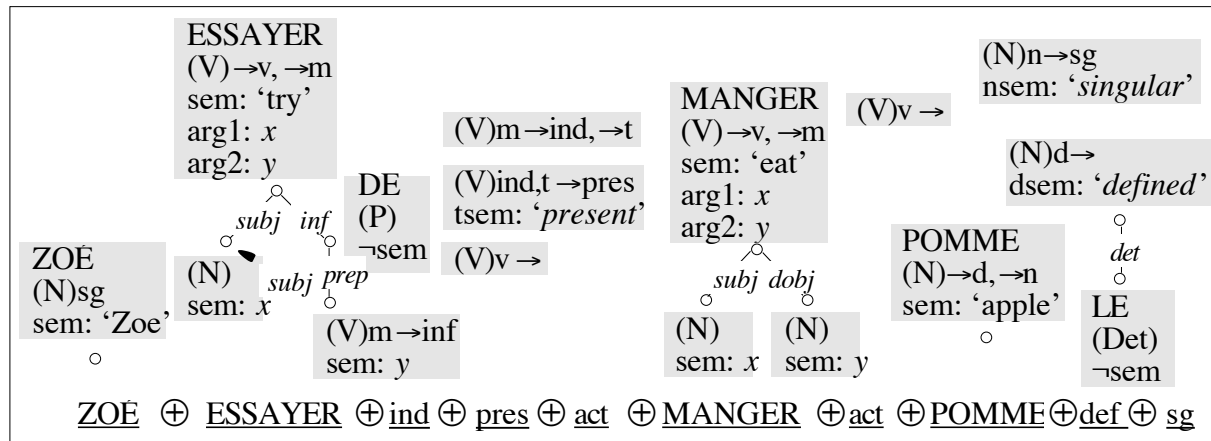 ESSAYER
(V)→v, →m
sem: ‘try’
arg1: x
arg2: y
subj inf
(N)
sem: x
subj prep
(V)m→inf
sem: y
ZOÉ
(N)sg
sem: ‘Zoe’
DE
(P)
¬sem
(V)m→ind,→t
(V)ind,t→pres
tsem: ‘present’
(V)v→
MANGER
(V)→v, →m
sem: ‘eat’
arg1: x
arg2: y
subj dobj
(N) (N)
sem: x sem: y
(V)v→
(N)n→sg
nsem: ‘singular’
(N)d→
dsem: ‘defined’
det
LE
(Det)
¬sem
POMME
(N)→d, →n
sem: ‘apple’
ZOÉ ⊕ ESSAYER ⊕ ind ⊕ pres ⊕ act ⊕ MANGER ⊕ act ⊕ POMME ⊕ def ⊕ sg